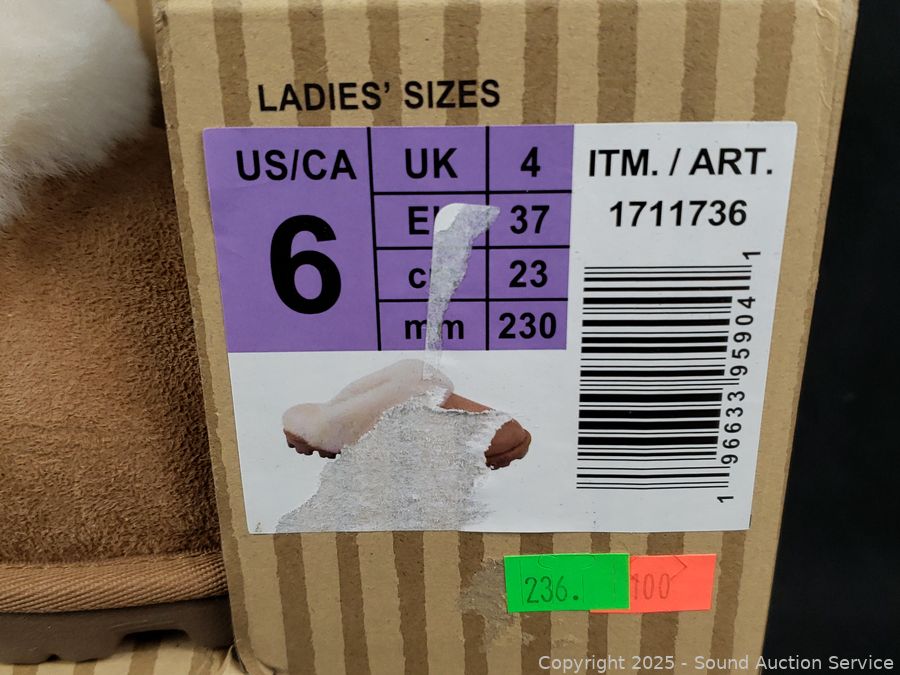 LADIES' SIZES
US/CA
6
UK 4
37
23
mm 230
ITM. / ART.
1711736
1 96633 95904 1
236.
100
Copyright 2025 - Sound Auction Service